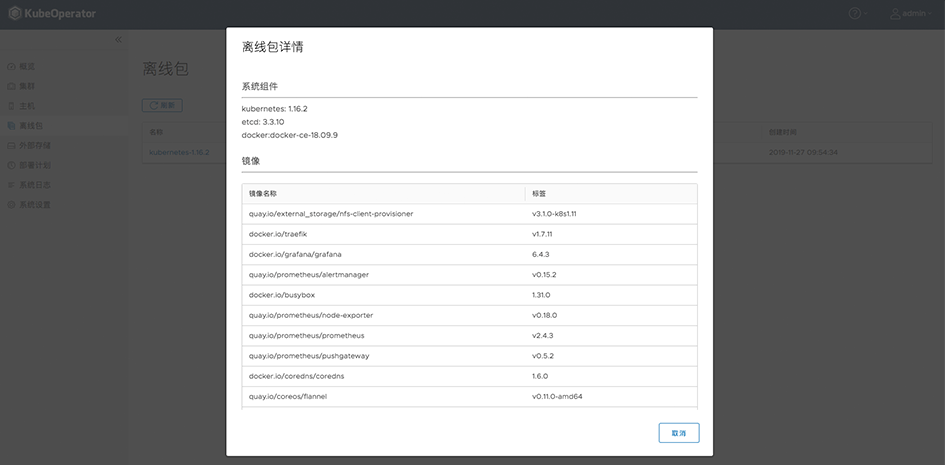 KubeOperator
admin
离线包详情
概览
集群
主机
离线包
外部存储
部署计划
系统日志
系统设置
离线包
刷新
名称
创建时间
kubernetes-1.16.2
2019-11-27 09:54:34
系统组件
kubernetes: 1.16.2
etcd: 3.3.10
docker:docker-ce-18.09.9
镜像
镜像名称 标签
quay.io/external_storage/nfs-client-provisioner v3.1.0-k8s1.11
docker.io/traefik v1.7.11
docker.io/grafana/grafana 6.4.3
quay.io/prometheus/alertmanager v0.15.2
docker.io/busybox 1.31.0
quay.io/prometheus/node-exporter v0.18.0
quay.io/prometheus/prometheus v2.4.3
quay.io/prometheus/pushgateway v0.5.2
docker.io/coredns/coredns 1.6.0
quay.io/coreos/flannel v0.11.0-amd64
取消